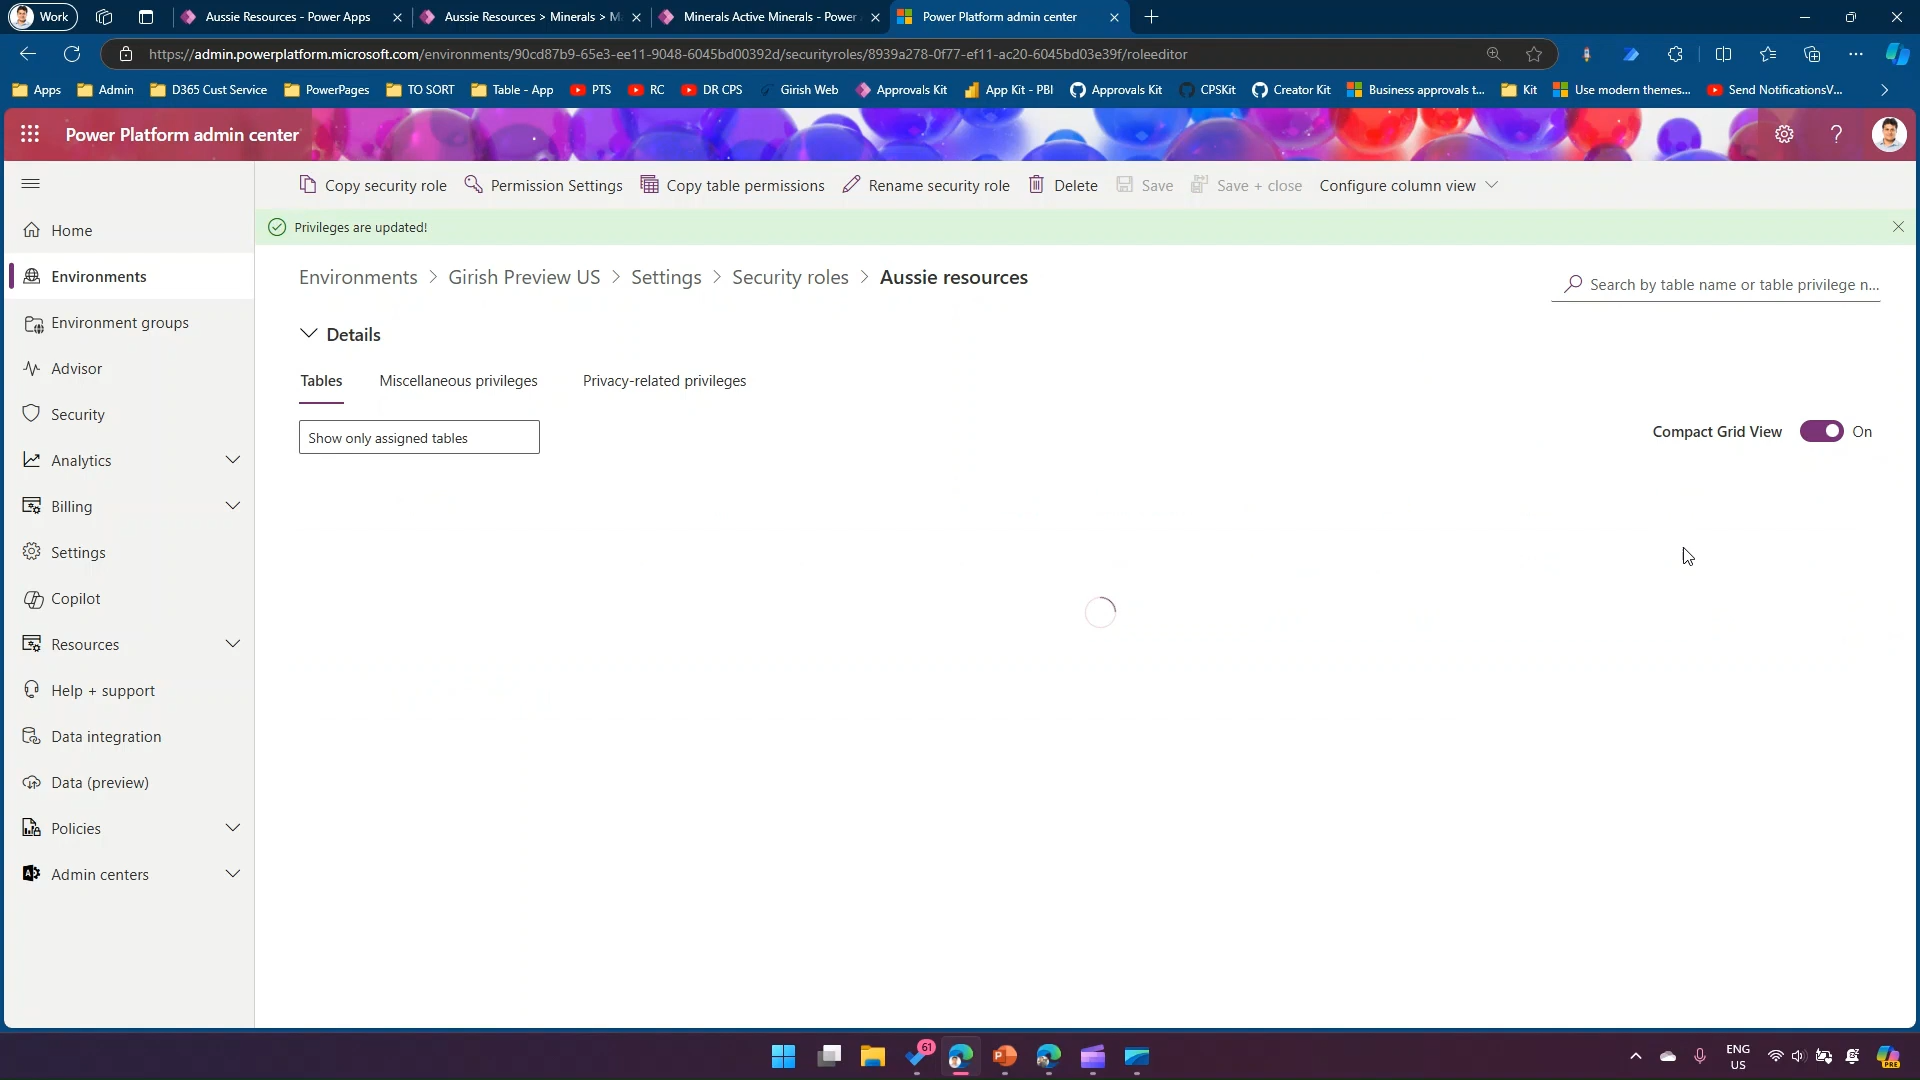 Work
Aussie Resources - Power Apps
Aussie Resources > Minerals > M
Minerals Active Minerals - Power
Power Platform admin center
https://admin.powerplatform.microsoft.com/environments/90cd87b9-65e3-ee11-9048-6045bd00392d/securityroles/8939a278-0f77-ef11-ac20-6045bd03e39f/roleeditor
Apps
Admin
D365 Cust Service
PowerPages
TO SORT
Table - App
PTS
RC
DR CPS
Girish Web
Approvals Kit
App Kit - PBI
Approvals Kit
CPSKit
Creator Kit
Business approvals t...
Kit
Use modern themes...
Send NotificationsV...
Power Platform admin center
Copy security role
Permission Settings
Copy table permissions
Rename security role
Delete
Save
Save + close
Configure column view
Privileges are updated!
Home
Environments
Environment groups
Advisor
Security
Analytics
Billing
Settings
Copilot
Resources
Help + support
Data integration
Data (preview)
Policies
Admin centers
Environments > Girish Preview US > Settings > Security roles > Aussie resources
Search by table name or table privilege n...
Details
Tables
Miscellaneous privileges
Privacy-related privileges
Show only assigned tables
Compact Grid View
On
61
ENG
US
PRE